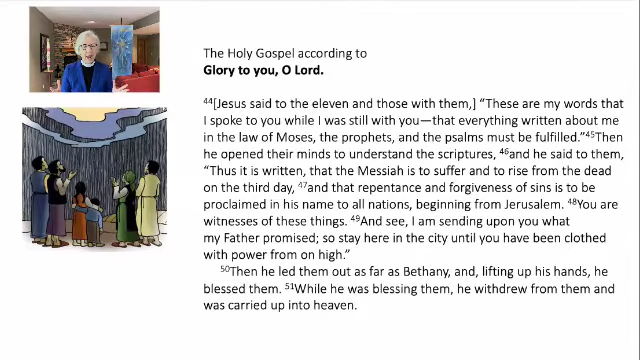 The Holy Gospel according to
Glory to you, O Lord.
44[Jesus said to the eleven and those with them,] “These are my words that
I spoke to you while I was still with you—that everything written about me
in the law of Moses, the prophets, and the psalms must be fulfilled.” 45Then
he opened their minds to understand the scriptures, 46and he said to them,
“Thus it is written, that the Messiah is to suffer and to rise from the dead
on the third day, 47and that repentance and forgiveness of sins is to be
proclaimed in his name to all nations, beginning from Jerusalem. 48You are
witnesses of these things. 49And see, I am sending upon you what
my Father promised; so stay here in the city until you have been clothed
with power from on high.”
50Then he led them out as far as Bethany, and, lifting up his hands, he
blessed them. 51While he was blessing them, he withdrew from them and
was carried up into heaven.